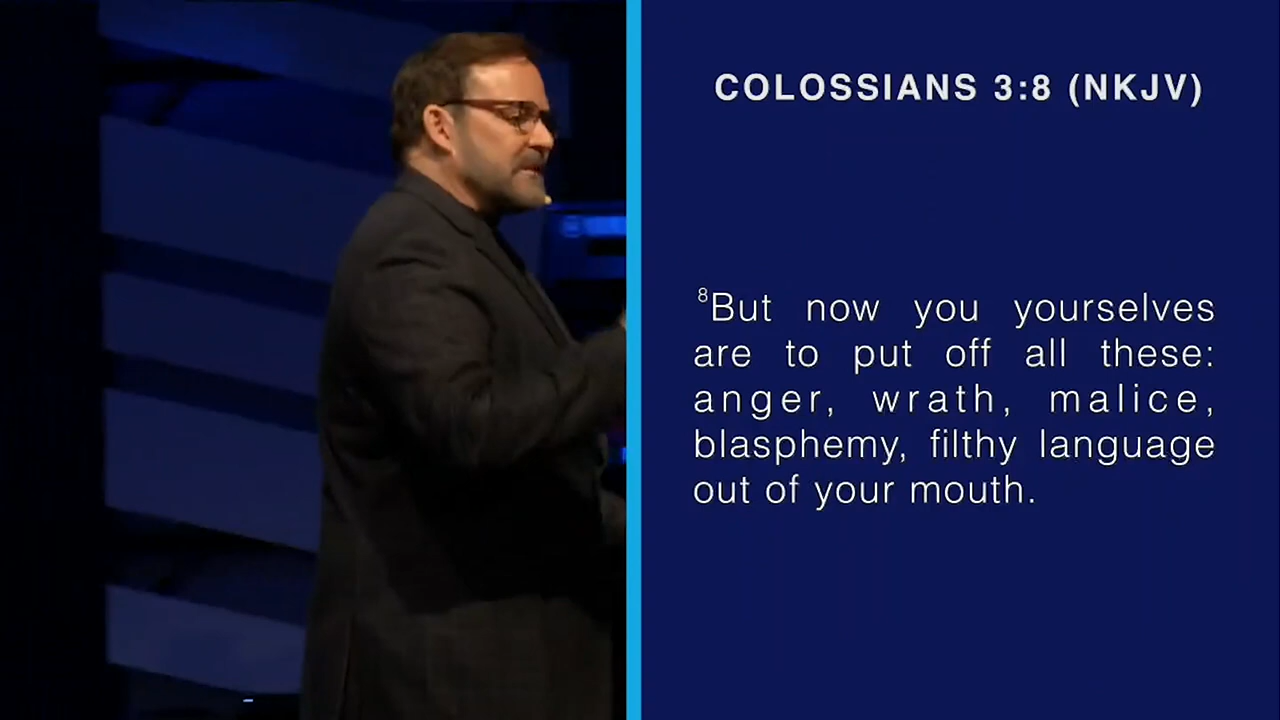 COLOSSIANS 3:8 (NKJV)
⁸But now you yourselves
are to put off all these:
anger, wrath, malice,
blasphemy, filthy language
out of your mouth.